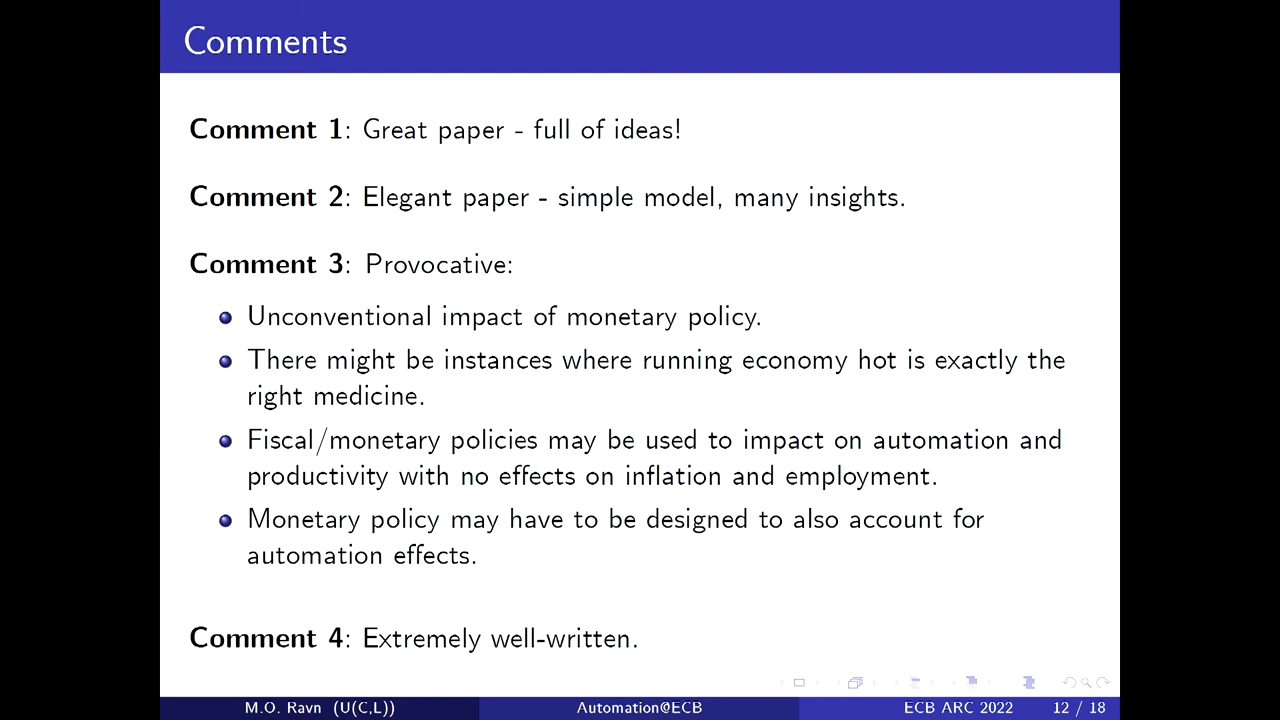 Comments
Comment 1: Great paper - full of ideas!
Comment 2: Elegant paper - simple model, many insights.
Comment 3: Provocative:
Unconventional impact of monetary policy.
There might be instances where running economy hot is exactly the
right medicine.
Fiscal/monetary policies may be used to impact on automation and
productivity with no effects on inflation and employment.
Monetary policy may have to be designed to also account for
automation effects.
Comment 4: Extremely well-written.
M.O. Ravn (U(C,L)) Automation@ECB ECB ARC 2022 12 / 18